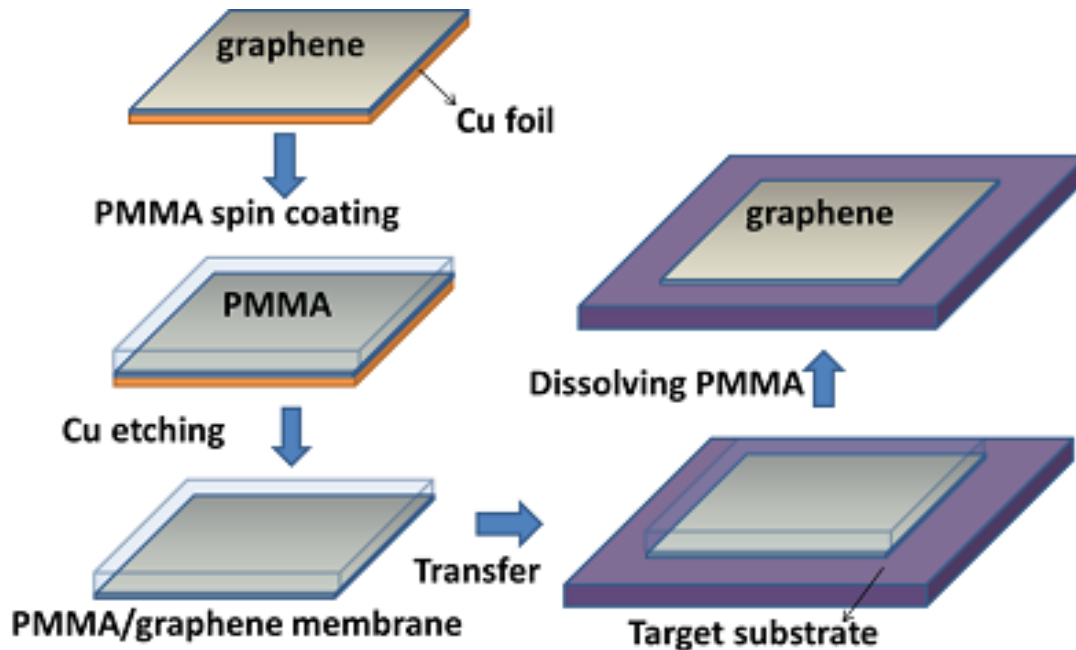 graphene
Cu foil
PMMA spin coating
PMMA
Cu etching
PMMA/graphene membrane
Transfer
Target substrate
Dissolving PMMA
graphene